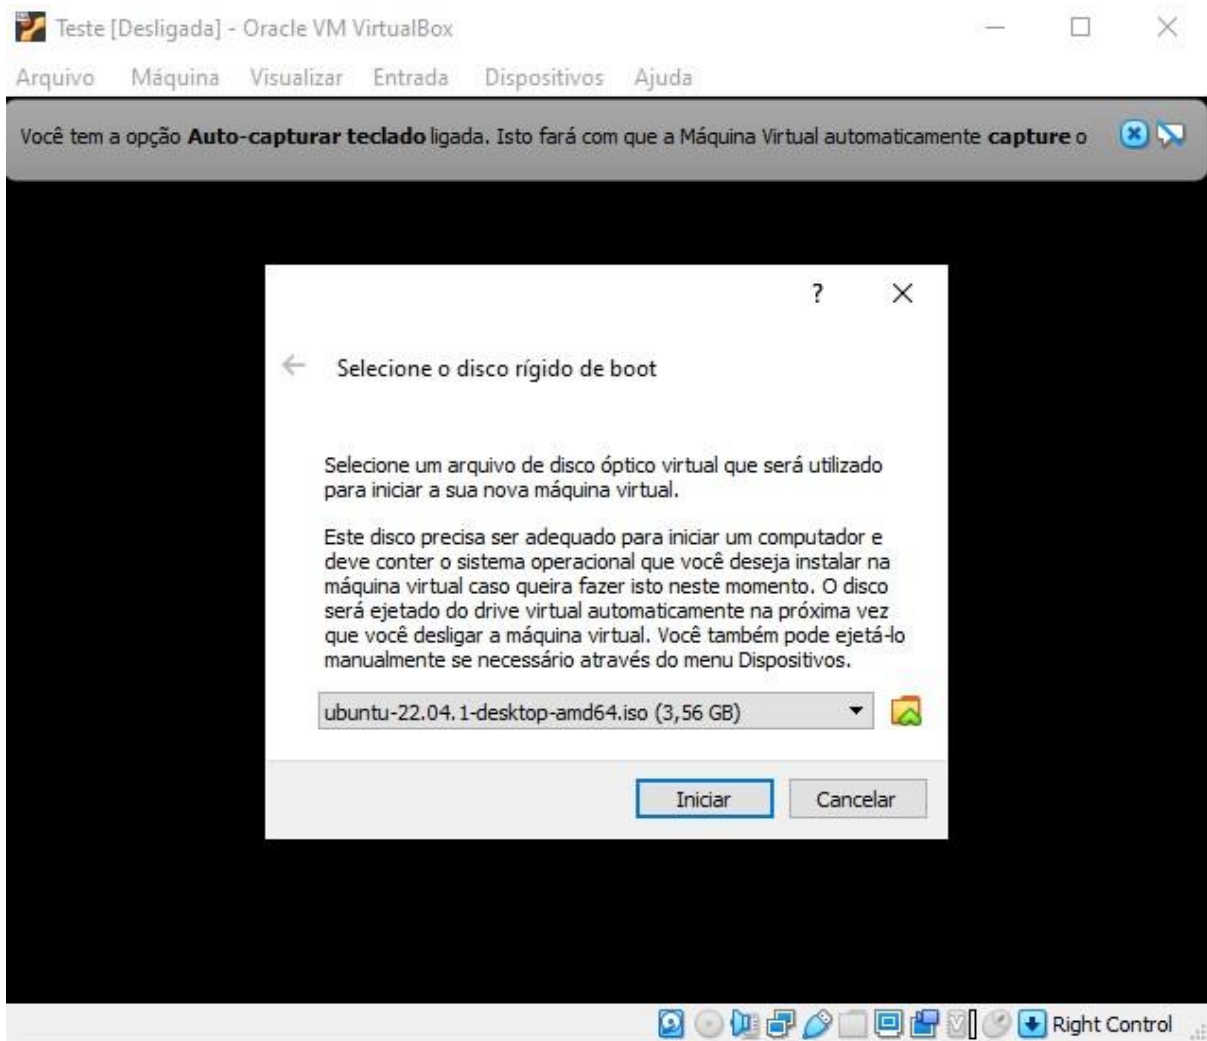 Teste [Desligada] - Oracle VM VirtualBox
Arquivo Máquina Visualizar Entrada Dispositivos Ajuda
Você tem a opção Auto-capturar teclado ligada. Isto fará com que a Máquina Virtual automaticamente capture o
?
Selecione o disco rígido de boot
Selecione um arquivo de disco óptico virtual que será utilizado
para iniciar a sua nova máquina virtual.
Este disco precisa ser adequado para iniciar um computador e
deve conter o sistema operacional que você deseja instalar na
máquina virtual caso queira fazer isto neste momento. O disco
será ejetado do drive virtual automaticamente na próxima vez
que você desligar a máquina virtual. Você também pode ejetá-lo
manualmente se necessário através do menu Dispositivos.
ubuntu-22.04.1-desktop-amd64.iso (3,56 GB)
Iniciar Cancelar
Right Control